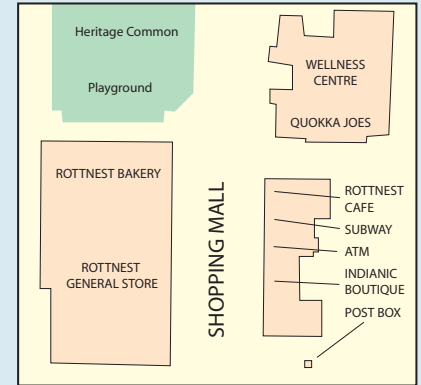 Heritage Common
Playground
WELLNESS
CENTRE
QUOKKA JOES
ROTTNEST BAKERY
ROTTNEST
GENERAL STORE
SHOPPING MALL
ROTTNEST
CAFE
SUBWAY
ATM
INDIANIC
BOUTIQUE
POST BOX